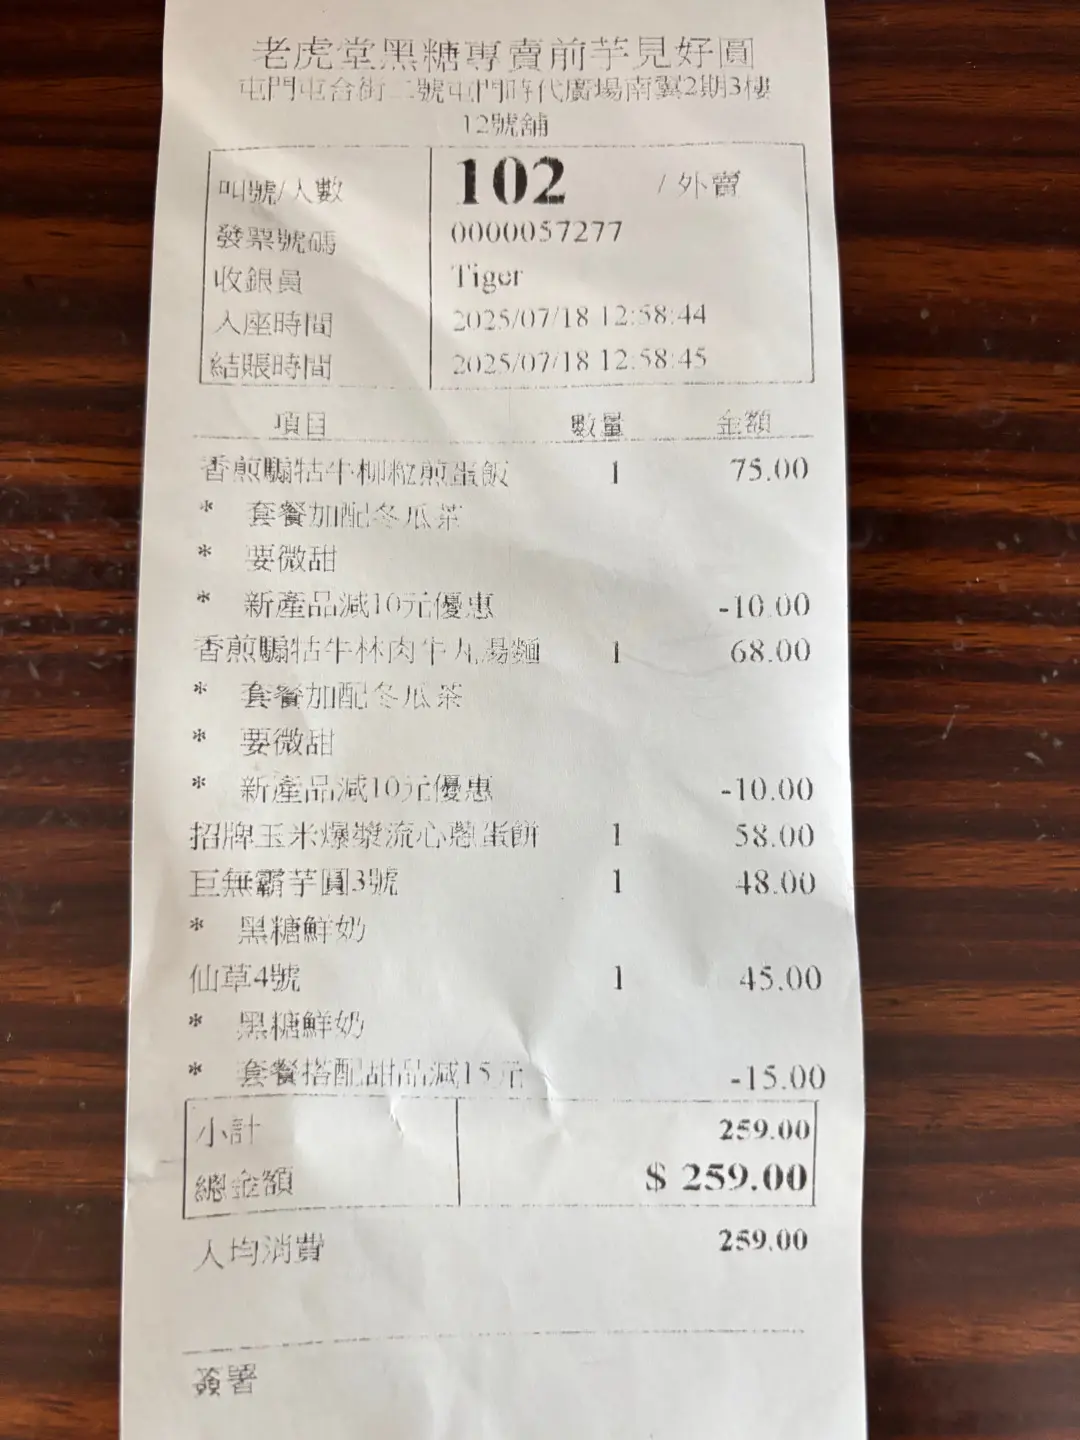 老虎堂黑糖專賣前芋見好圓
屯門屯合街二號屯門時代廣場南翼2期3樓
12號舖
叫號/人數 102 / 外賣
發票號碼 0000057277
收銀員 Tiger
入座時間 2025/07/18 12:58:44
結賬時間 2025/07/18 12:58:45
項目 數量 金額
香煎騸牯牛柳粒煎蛋飯 1 75.00
* 套餐加配冬瓜茶
* 要微甜
* 新產品減10元優惠 -10.00
香煎騸牯牛林肉牛丸湯麵 1 68.00
* 套餐加配冬瓜茶
* 要微甜
* 新產品減10元優惠 -10.00
招牌玉米爆漿流心蔥蛋餅 1 58.00
巨無霸芋圓3號 1 48.00
* 黑糖鮮奶
仙草4號 1 45.00
* 黑糖鮮奶
* 套餐搭配甜品減15元 -15.00
小計 259.00
總金額 $ 259.00
人均消費 259.00
簽署